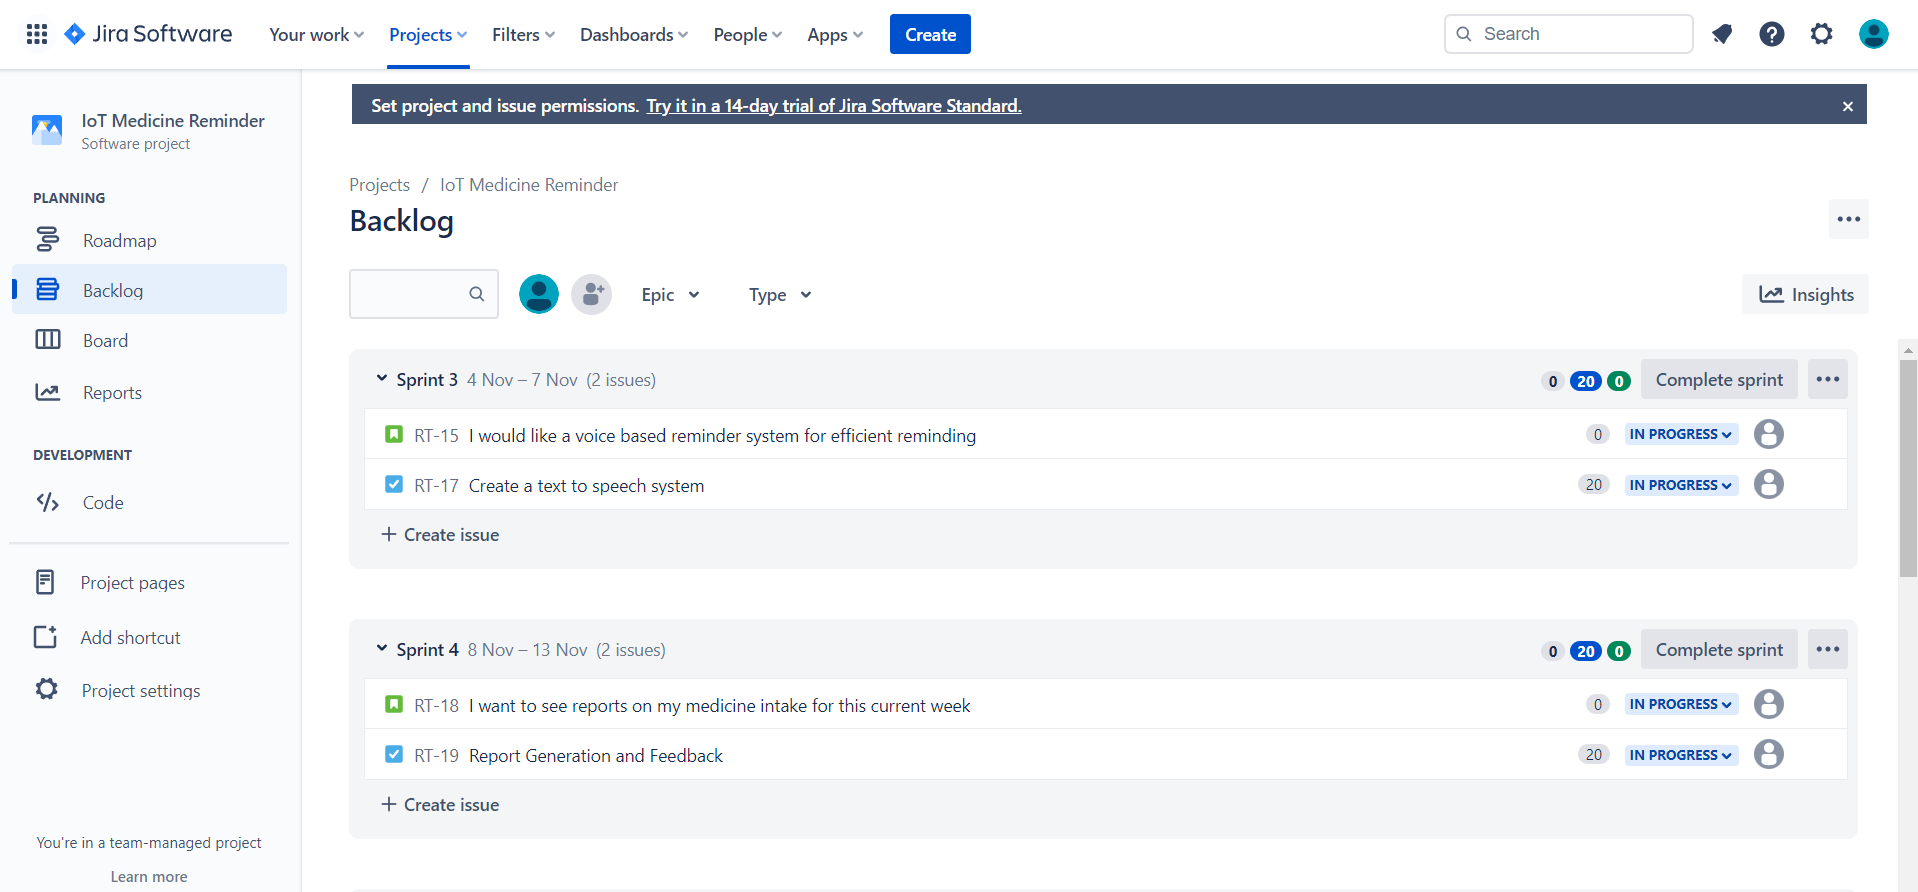 Jira Software Your work Projects Filters Dashboards People Apps Create Search
Set project and issue permissions. Try it in a 14-day trial of Jira Software Standard.
IoT Medicine Reminder
Software project
PLANNING
Roadmap
Backlog
Board
Reports
DEVELOPMENT
Code
Project pages
Add shortcut
Project settings
You're in a team-managed project
Learn more
Projects / IoT Medicine Reminder
Backlog
Epic Type Insights
Sprint 3 4 Nov – 7 Nov (2 issues) 0 20 0 Complete sprint
RT-15 I would like a voice based reminder system for efficient reminding 0 IN PROGRESS
RT-17 Create a text to speech system 20 IN PROGRESS
+ Create issue
Sprint 4 8 Nov – 13 Nov (2 issues) 0 20 0 Complete sprint
RT-18 I want to see reports on my medicine intake for this current week 0 IN PROGRESS
RT-19 Report Generation and Feedback 20 IN PROGRESS
+ Create issue